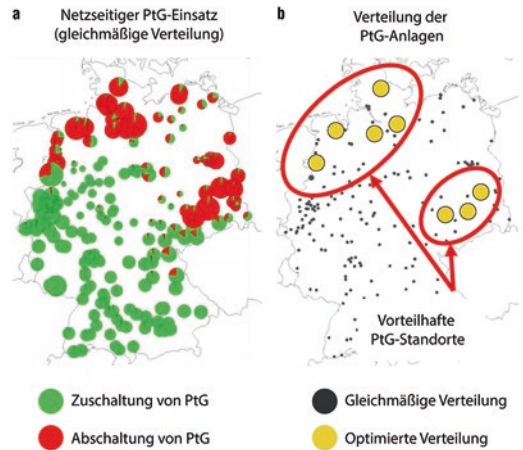 a
Netzseitiger PtG-Einsatz
(gleichmäßige Verteilung)
b
Verteilung der
PtG-Anlagen
Vorteilhafte
PtG-Standorte
Zuschaltung von PtG
Abschaltung von PtG
Gleichmäßige Verteilung
Optimierte Verteilung